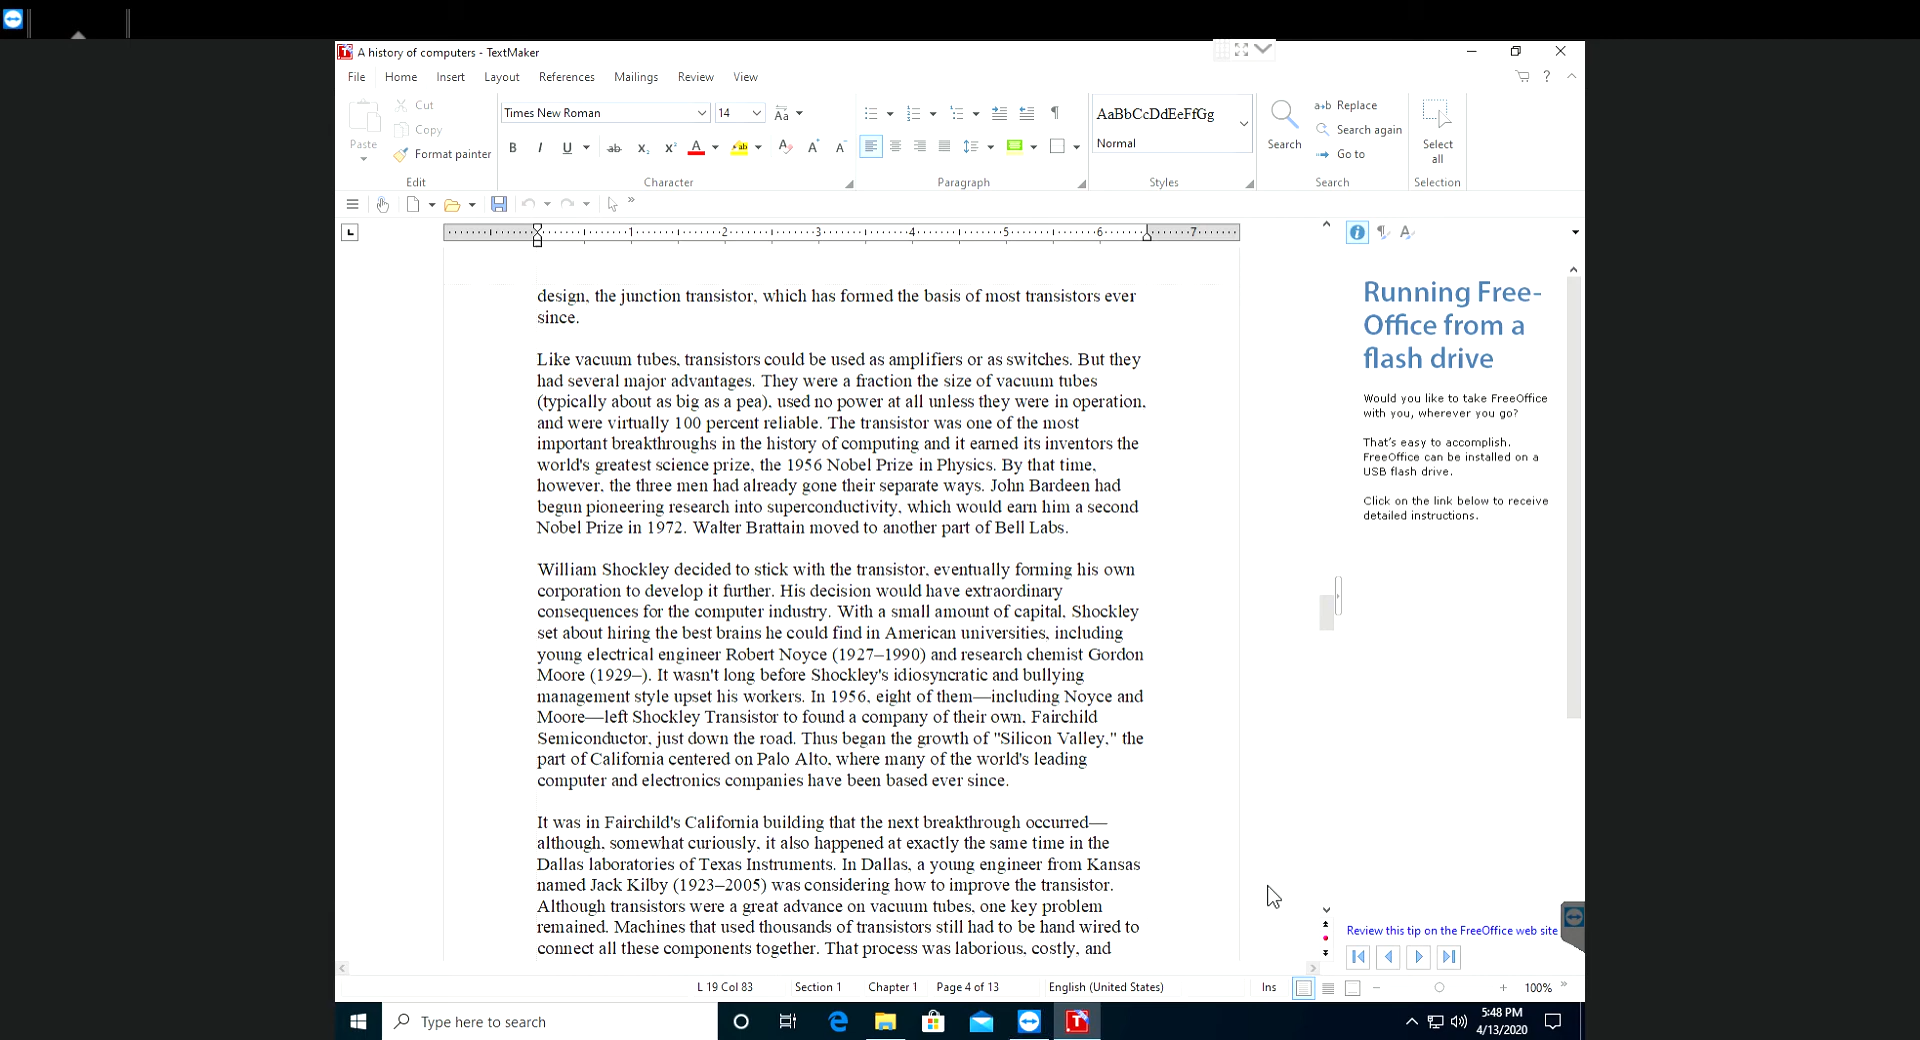 A history of computers - TextMaker
File Home Insert Layout References Mailings Review View
Paste
Cut
Copy
Format painter
Edit
Times New Roman 14
Character
Paragraph
AaBbCcDdEeFfGg
Normal
Styles
Search
Replace
Search again
Go to
Search
Select
all
Selection
1 2 3 4 5 6 7
design, the junction transistor, which has formed the basis of most transistors ever
since.
Like vacuum tubes, transistors could be used as amplifiers or as switches. But they
had several major advantages. They were a fraction the size of vacuum tubes
(typically about as big as a pea), used no power at all unless they were in operation,
and were virtually 100 percent reliable. The transistor was one of the most
important breakthroughs in the history of computing and it earned its inventors the
world's greatest science prize, the 1956 Nobel Prize in Physics. By that time,
however, the three men had already gone their separate ways. John Bardeen had
begun pioneering research into superconductivity, which would earn him a second
Nobel Prize in 1972. Walter Brattain moved to another part of Bell Labs.
William Shockley decided to stick with the transistor, eventually forming his own
corporation to develop it further. His decision would have extraordinary
consequences for the computer industry. With a small amount of capital, Shockley
set about hiring the best brains he could find in American universities, including
young electrical engineer Robert Noyce (1927–1990) and research chemist Gordon
Moore (1929–). It wasn't long before Shockley's idiosyncratic and bullying
management style upset his workers. In 1956, eight of them—including Noyce and
Moore—left Shockley Transistor to found a company of their own, Fairchild
Semiconductor, just down the road. Thus began the growth of "Silicon Valley," the
part of California centered on Palo Alto, where many of the world's leading
computer and electronics companies have been based ever since.
It was in Fairchild's California building that the next breakthrough occurred—
although, somewhat curiously, it also happened at exactly the same time in the
Dallas laboratories of Texas Instruments. In Dallas, a young engineer from Kansas
named Jack Kilby (1923–2005) was considering how to improve the transistor.
Although transistors were a great advance on vacuum tubes, one key problem
remained. Machines that used thousands of transistors still had to be hand wired to
connect all these components together. That process was laborious, costly, and
Running Free-
Office from a
flash drive
Would you like to take FreeOffice
with you, wherever you go?
That's easy to accomplish.
FreeOffice can be installed on a
USB flash drive.
Click on the link below to receive
detailed instructions.
Review this tip on the FreeOffice web site
L 19 Col 83 Section 1 Chapter 1 Page 4 of 13 English (United States) Ins 100%
Type here to search
5:48 PM
4/13/2020